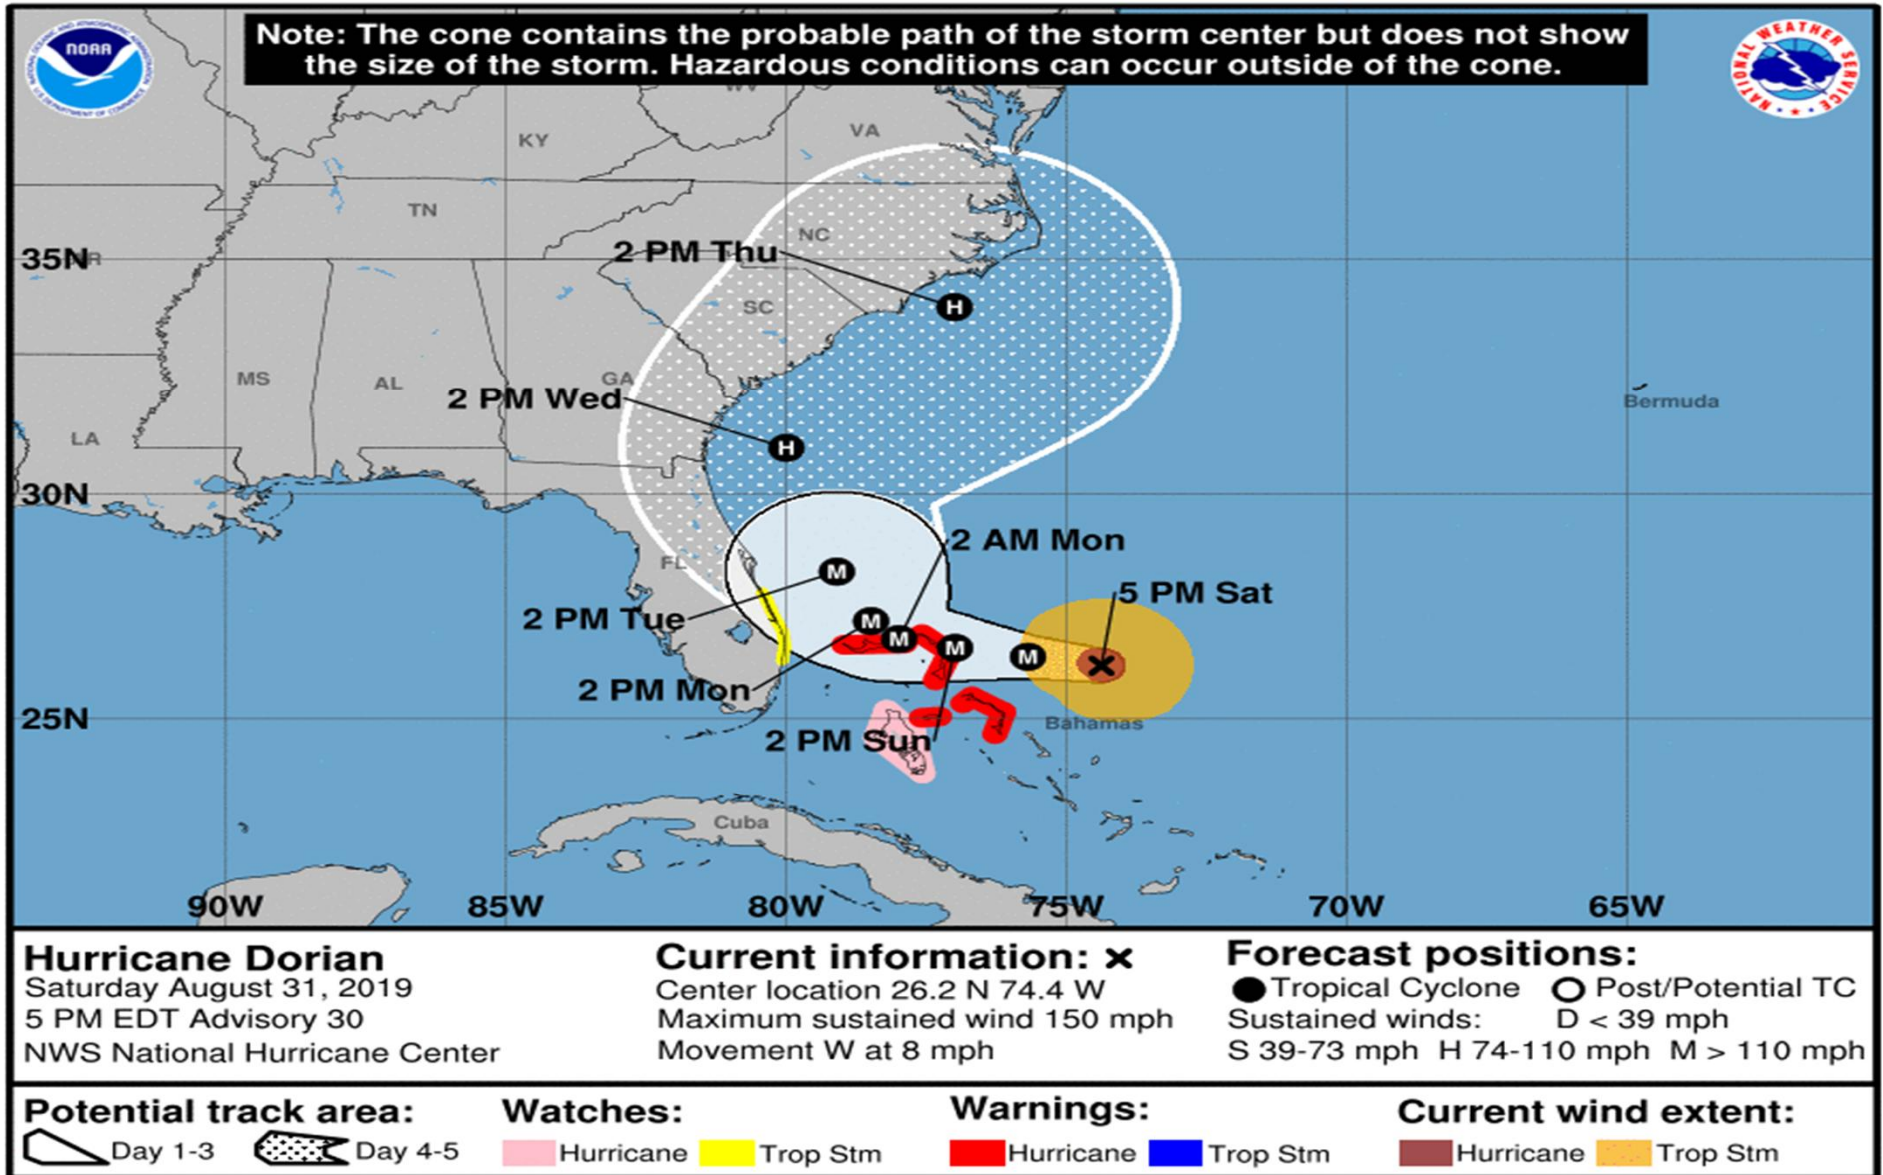 Note: The cone contains the probable path of the storm center but does not show
the size of the storm. Hazardous conditions can occur outside of the cone.
NOAA
NATIONAL WEATHER SERVICE
WV
KY
VA
TN
NC
2 PM Thu
35N
H
SC
MS
AL
GA
2 PM Wed
Bermuda
LA
H
30N
2 AM Mon
FL
M
5 PM Sat
2 PM Tue
M
M
M
M
2 PM Mon
25N
Bahamas
2 PM Sun
Cuba
90W 85W 80W 75W 70W 65W
Hurricane Dorian
Saturday August 31, 2019
5 PM EDT Advisory 30
NWS National Hurricane Center
Current information: ×
Center location 26.2 N 74.4 W
Maximum sustained wind 150 mph
Movement W at 8 mph
Forecast positions:
Tropical Cyclone Post/Potential TC
Sustained winds: D < 39 mph
S 39-73 mph H 74-110 mph M > 110 mph
Potential track area:
Day 1-3 Day 4-5
Watches:
Hurricane Trop Stm
Warnings:
Hurricane Trop Stm
Current wind extent:
Hurricane Trop Stm